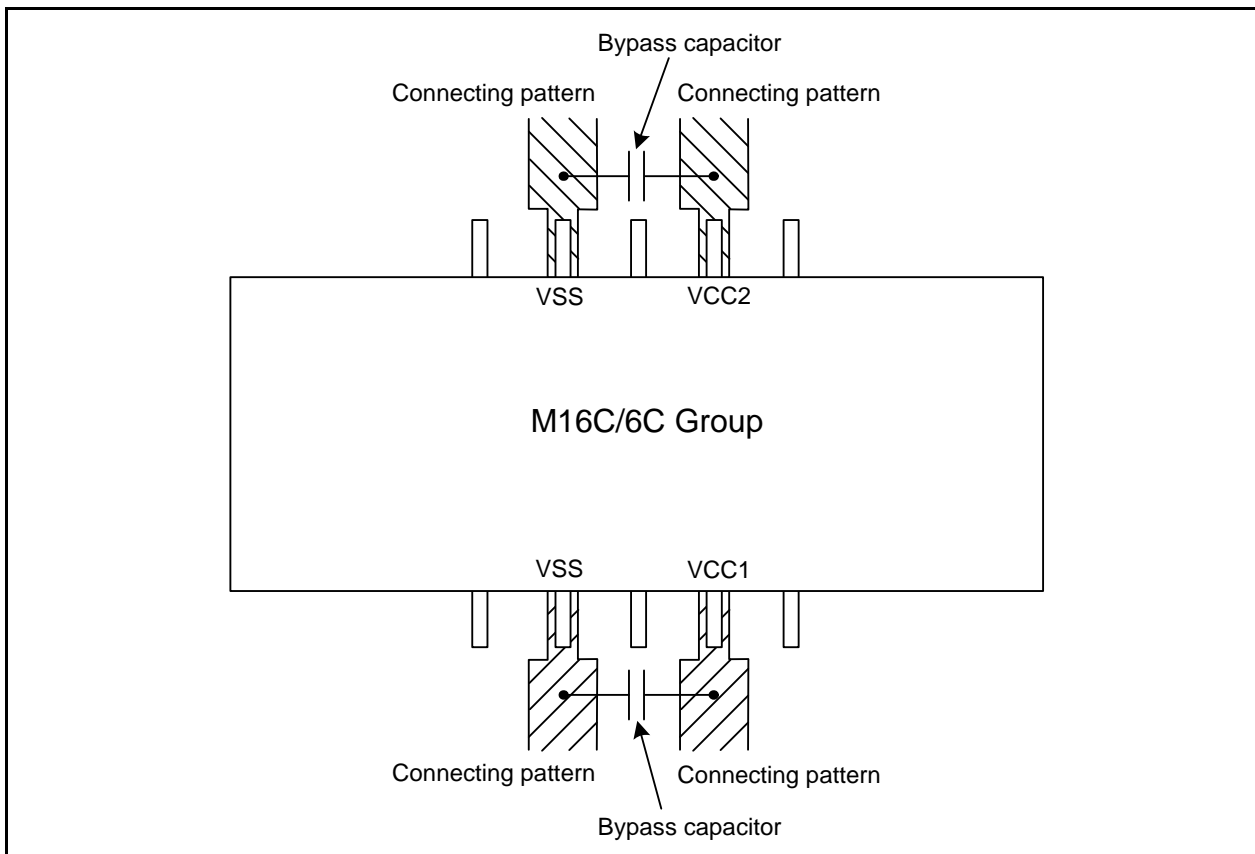 Bypass capacitor
Connecting pattern
Connecting pattern
VSS
VCC2
M16C/6C Group
VSS
VCC1
Connecting pattern
Connecting pattern
Bypass capacitor